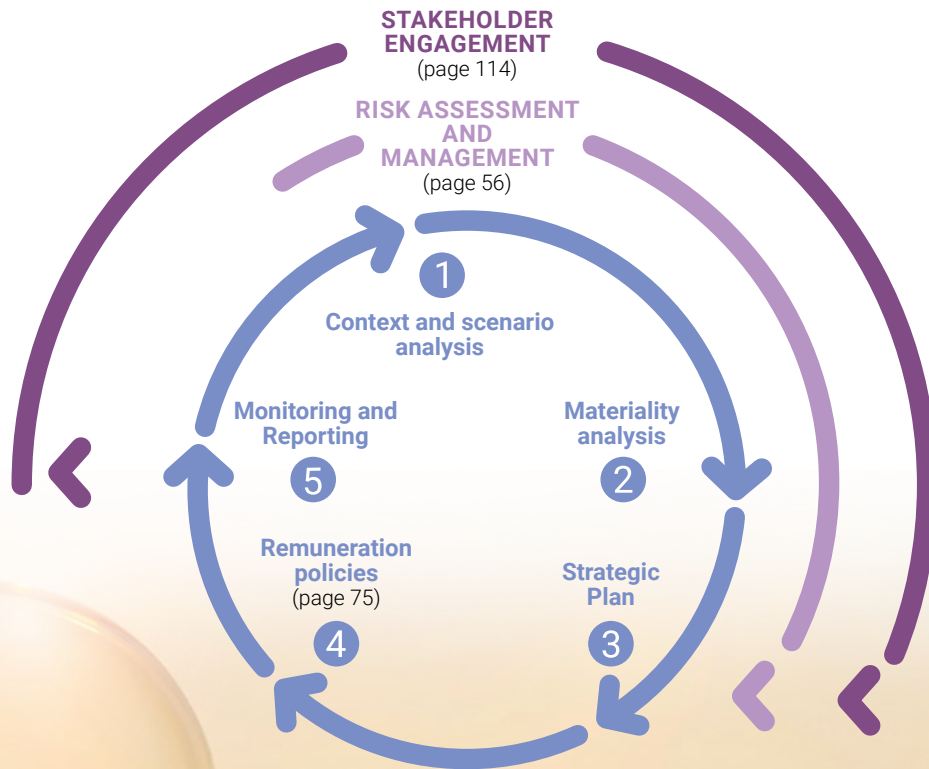 STAKEHOLDER
ENGAGEMENT
(page 114)
RISK ASSESSMENT
AND
MANAGEMENT
(page 56)
1
Context and scenario
analysis
Materiality
analysis
2
Strategic
Plan
3
Remuneration
policies
(page 75)
4
Monitoring and
Reporting
5